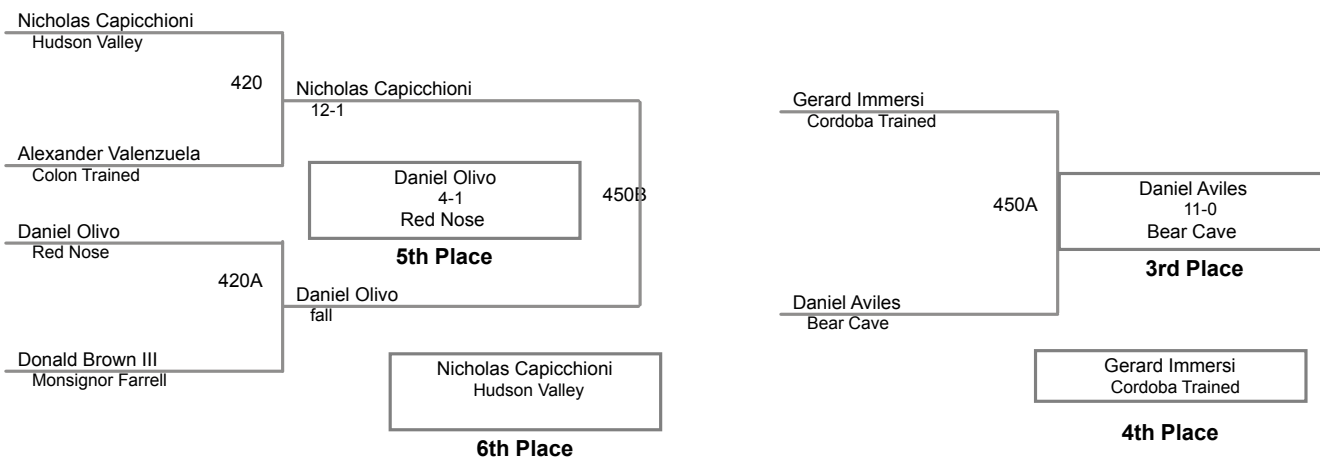 Nicholas Capicchioni
Hudson Valley
420
Nicholas Capicchioni
12-1
Alexander Valenzuela
Colon Trained
Daniel Olivo
4-1
Red Nose
5th Place
450B
Daniel Olivo
Red Nose
420A
Daniel Olivo
fall
Donald Brown III
Monsignor Farrell
Nicholas Capicchioni
Hudson Valley
6th Place
Gerard Immersi
Cordoba Trained
450A
Daniel Aviles
11-0
Bear Cave
3rd Place
Daniel Aviles
Bear Cave
Gerard Immersi
Cordoba Trained
4th Place